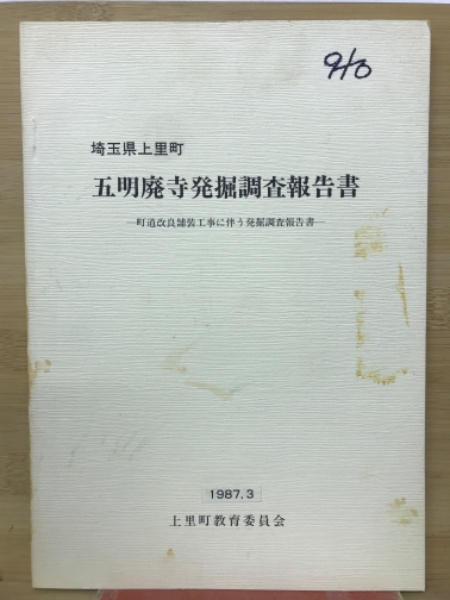 910
埼玉県上里町
五明廃寺発掘調査報告書
―町道改良舗装工事に伴う発掘調査報告書―
1987.3
上里町教育委員会